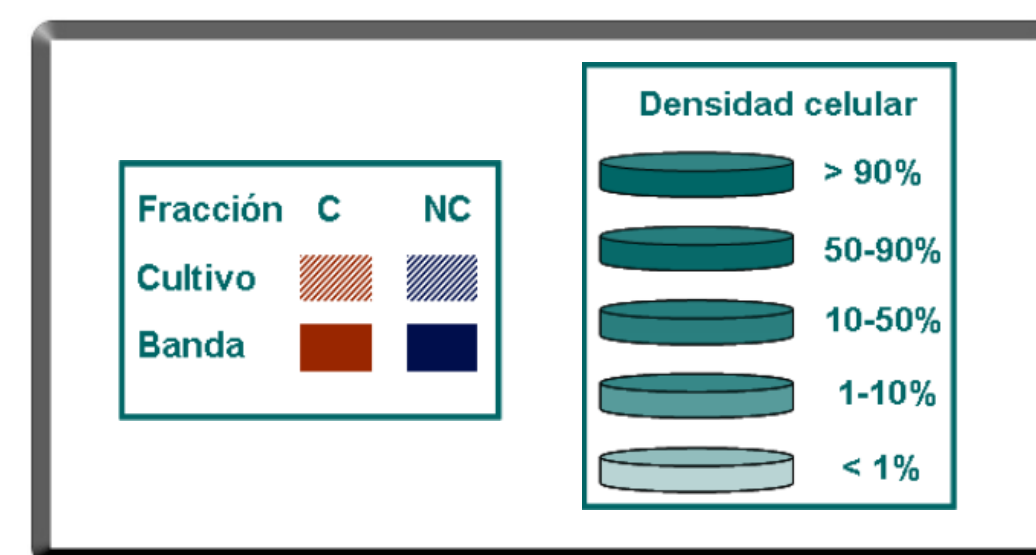 Fracción C NC
Cultivo
Banda
Densidad celular
> 90%
50-90%
10-50%
1-10%
< 1%